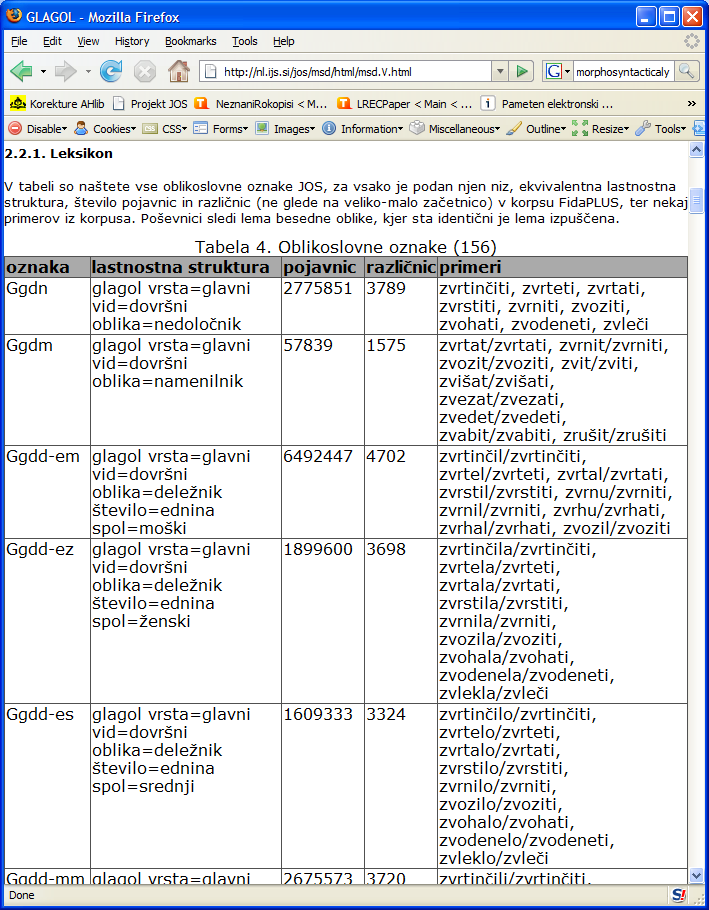 GLAGOL - Mozilla Firefox
File Edit View History Bookmarks Tools Help
http://nl.ijs.si/jos/msd/html/msd.V.html
morphosyntacticaly
Korekture AHlib Projekt JOS NeznaniRokopisi < M... LRECPaper < Main < ... Pameten elektronski ... »
Disable Cookies CSS Forms Images Information Miscellaneous Outline Resize Tools
2.2.1. Leksikon
V tabeli so naštete vse oblikoslovne oznake JOS, za vsako je podan njen niz, ekvivalentna lastnostna
struktura, število pojavnic in različnic (ne glede na veliko-malo začetnico) v korpsu FidaPLUS, ter nekaj
primerov iz korpusa. Poševnici sledi lema besedne oblike, kjer sta identični je lema izpuščena.
Tabela 4. Oblikoslovne oznake (156)
oznaka lastnostna struktura pojavnic različnic primeri
Ggdn glagol vrsta=glavni 2775851 3789 zvrtinčiti, zvrteti, zvrtati,
vid=dovršni zvrstiti, zvrniti, zvoziti,
oblika=nedoločnik zvohati, zvodeneti, zvleči
Ggdm glagol vrsta=glavni 57839 1575 zvrtat/zvrtati, zvrnit/zvrniti,
vid=dovršni zvozit/zvoziti, zvit/zviti,
oblika=namenilnik zvišat/zvišati,
zvezat/zvezati,
zvedet/zvedeti,
zvabit/zvabiti, zrušit/zrušiti
Ggdd-em glagol vrsta=glavni 6492447 4702 zvrtinčil/zvrtinčiti,
vid=dovršni zvrtel/zvrteti, zvrtal/zvrtati,
oblika=deležnik zvrstil/zvrstiti, zvrnu/zvrniti,
število=ednina zvrnil/zvrniti, zvrhu/zvrhati,
spol=moški zvrhal/zvrhati, zvozil/zvoziti
Ggdd-ez glagol vrsta=glavni 1899600 3698 zvrtinčila/zvrtinčiti,
vid=dovršni zvrtela/zvrteti,
oblika=deležnik zvrtala/zvrtati,
število=ednina zvrstila/zvrstiti,
spol=ženski zvrnila/zvrniti,
zvozila/zvoziti,
zvohala/zvohati,
zvodenela/zvodeneti,
zvlekla/zvleči
Ggdd-es glagol vrsta=glavni 1609333 3324 zvrtinčilo/zvrtinčiti,
vid=dovršni zvrtelo/zvrteti,
oblika=deležnik zvrtalo/zvrtati,
število=ednina zvrstilo/zvrstiti,
spol=srednji zvrnilo/zvrniti,
zvozilo/zvoziti,
zvohalo/zvohati,
zvodenelo/zvodeneti,
zvleklo/zvleči
Ggdd-mm glagol vrsta=glavni 2675573 3720 zvrtinčili/zvrtinčiti,
Done
S!